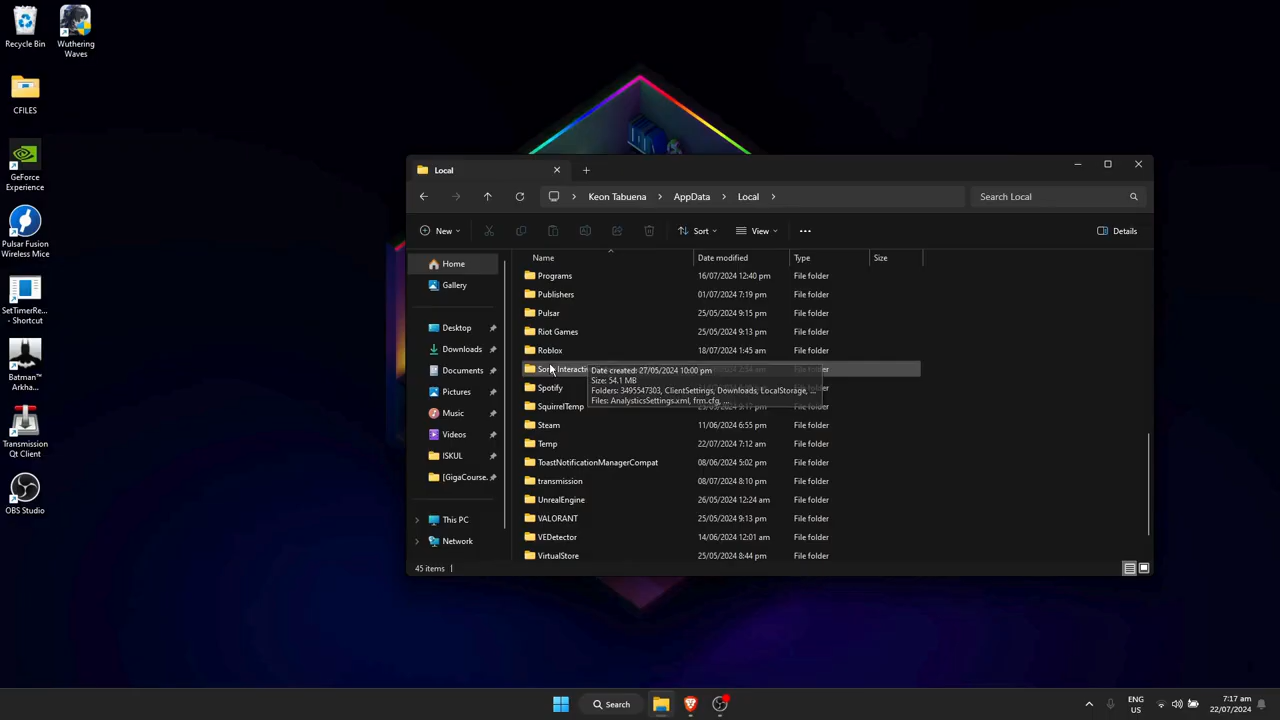 Recycle Bin
Wuthering
Waves
CFILES
GeForce
Experience
Pulsar Fusion
Wireless Mice
SetTimerRe...
- Shortcut
Batman™
Arkha...
Transmission
Qt Client
OBS Studio
Local
Keon Tabuena
AppData
Local
Search Local
New
Sort
View
Details
Home
Gallery
Desktop
Downloads
Documents
Pictures
Music
Videos
ISKUL
[GigaCourse.
This PC
Network
Name Date modified Type Size
Programs 16/07/2024 12:40 pm File folder
Publishers 01/07/2024 7:19 pm File folder
Pulsar 25/05/2024 9:15 pm File folder
Riot Games 25/05/2024 9:13 pm File folder
Roblox 18/07/2024 1:45 am File folder
Date created: 27/05/2024 10:00 pm
Size: 54.1 MB
Folders: 3495547303, ClientSettings, Downloads, LocalStorage, ...
Files: AnalysticsSettings.xml, frm.cfg, ...
Spotify
SquirrelTemp
Steam 11/06/2024 6:55 pm File folder
Temp 22/07/2024 7:12 am File folder
ToastNotificationManagerCompat 08/06/2024 5:02 pm File folder
transmission 08/07/2024 8:10 pm File folder
UnrealEngine 26/05/2024 12:24 am File folder
VALORANT 25/05/2024 9:13 pm File folder
VEDetector 14/06/2024 12:01 am File folder
VirtualStore 25/05/2024 8:44 pm File folder
45 items
Search
ENG
US
7:17 am
22/07/2024